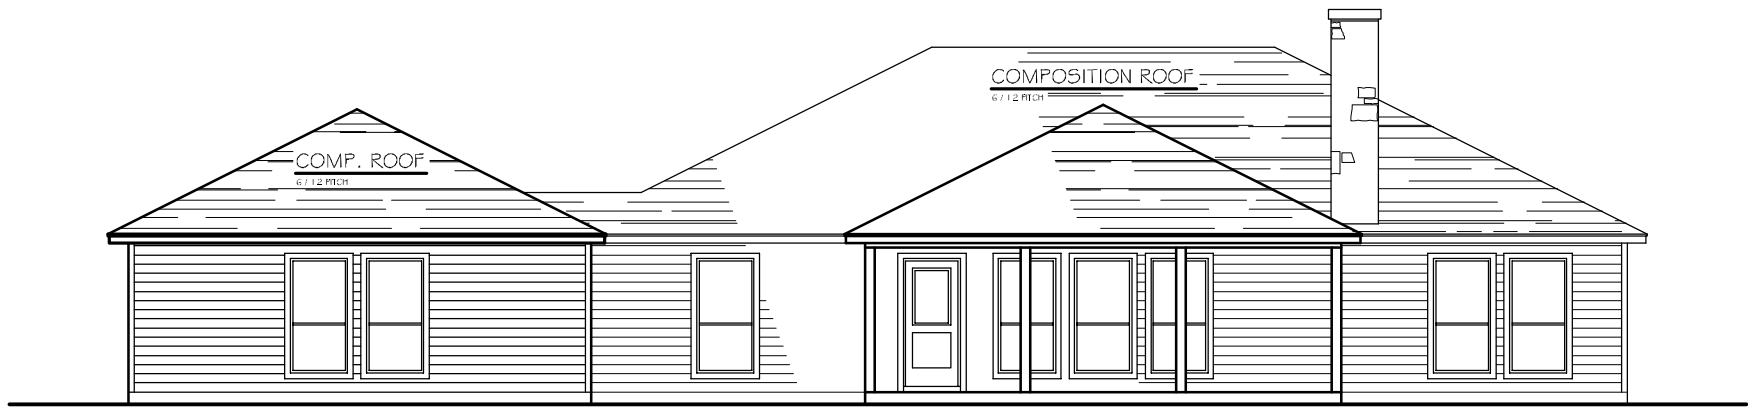 COMPOSITION ROOF
6 / 12 PITCH
COMP. ROOF
6 / 12 PITCH